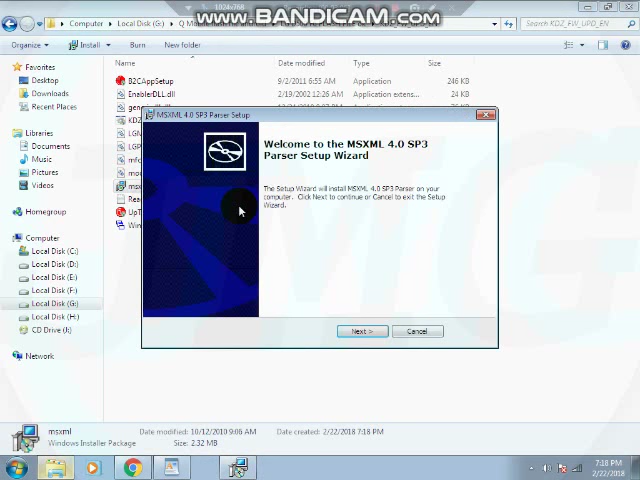 1024x768
WWW.BANDICAM.COM
Computer ▸ Local Disk (G:) ▸ Q
KDZ_FW_UPD_EN
Search KDZ_FW_UPD_EN
Organize
Install
Burn
New folder
Favorites
Desktop
Downloads
Recent Places
Libraries
Documents
Music
Pictures
Videos
Homegroup
Computer
Local Disk (C:)
Local Disk (D:)
Local Disk (E:)
Local Disk (F:)
Local Disk (G:)
Local Disk (H:)
CD Drive (J:)
Network
Name
Date modified
Type
Size
B2CAppSetup
9/2/2011 6:55 AM
Application
246 KB
EnablerDLL.dll
2/19/2002 12:26 AM
Application exten...
24 KB
MSXML 4.0 SP3 Parser Setup
Welcome to the MSXML 4.0 SP3
Parser Setup Wizard
The Setup Wizard will install MSXML 4.0 SP3 Parser on your
computer. Click Next to continue or Cancel to exit the Setup
Wizard.
Next >
Cancel
msxml
Date modified: 10/12/2010 9:06 AM
Date created: 2/22/2018 7:18 PM
Windows Installer Package
Size: 2.32 MB
7:18 PM
2/22/2018